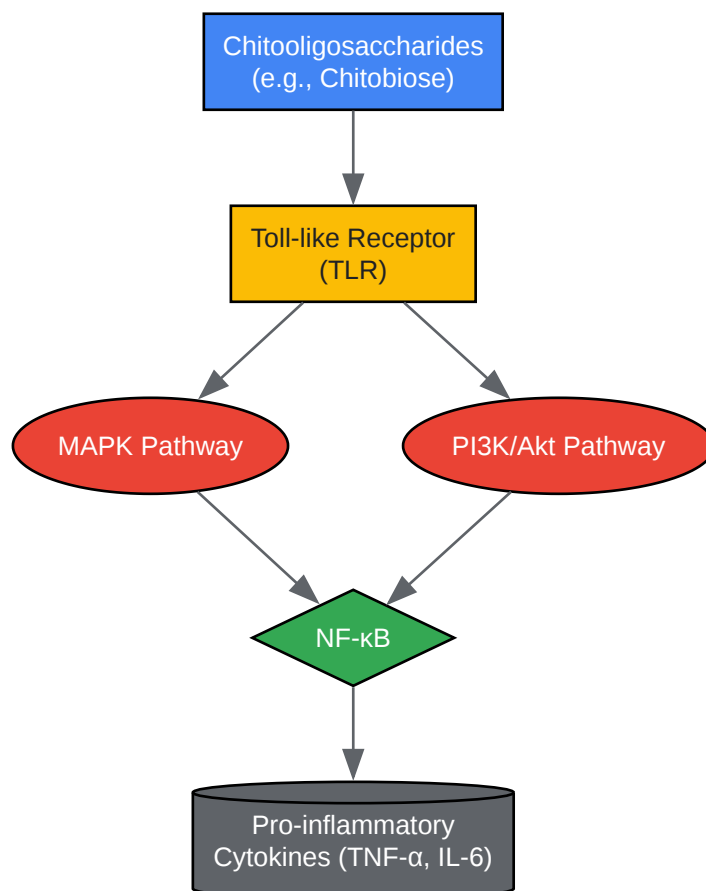 Chitooligosaccharides
(e.g., Chitobiose)
Toll-like Receptor
(TLR)
MAPK Pathway
PI3K/Akt Pathway
NF-κB
Pro-inflammatory
Cytokines (TNF-α, IL-6)